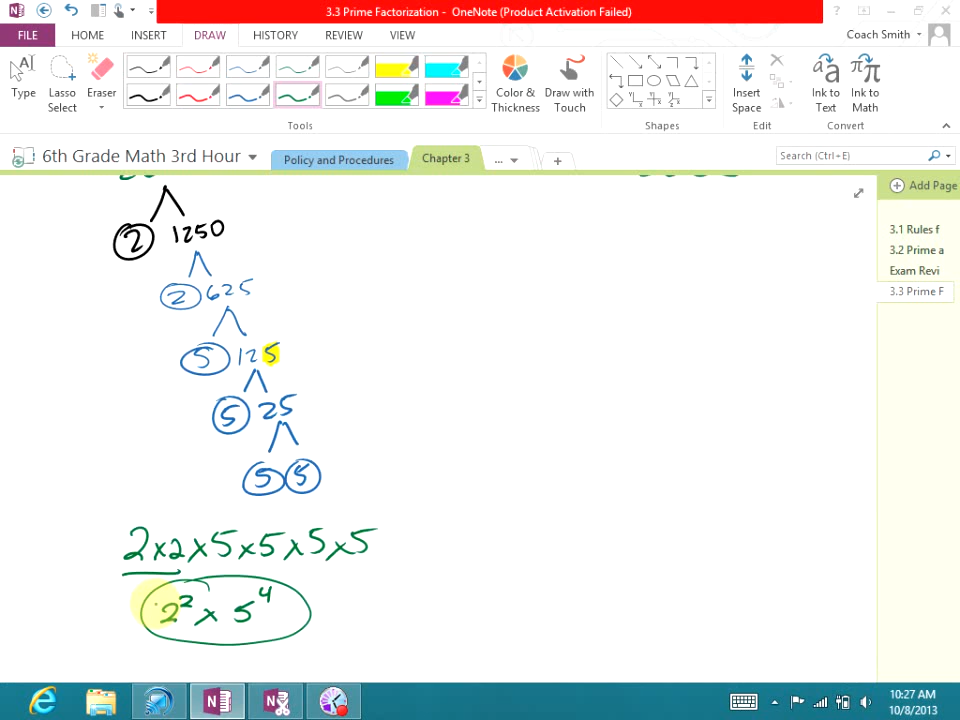 3.3 Prime Factorization - OneNote (Product Activation Failed)
FILE HOME INSERT DRAW HISTORY REVIEW VIEW Coach Smith
Type Lasso Select Eraser Color & Thickness Draw with Touch Insert Space Ink to Text Ink to Math
Tools Shapes Edit Convert
6th Grade Math 3rd Hour Policy and Procedures Chapter 3 ... Search (Ctrl+E)
Add Page
3.1 Rules f
3.2 Prime a
Exam Revi
3.3 Prime F
2 1250
2 625
5 125
5 25
5 5
2x2x5x5x5x5
2² x 5⁴
10:27 AM
10/8/2013